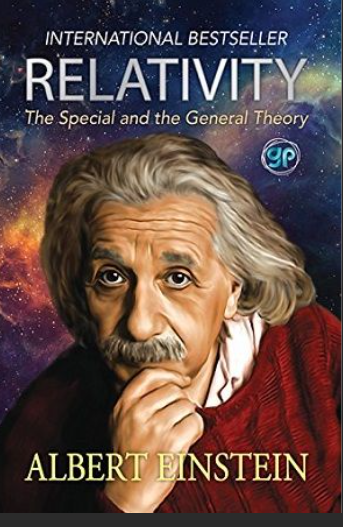 INTERNATIONAL BESTSELLER
RELATIVITY
The Special and the General Theory
gp
ALBERT EINSTEIN